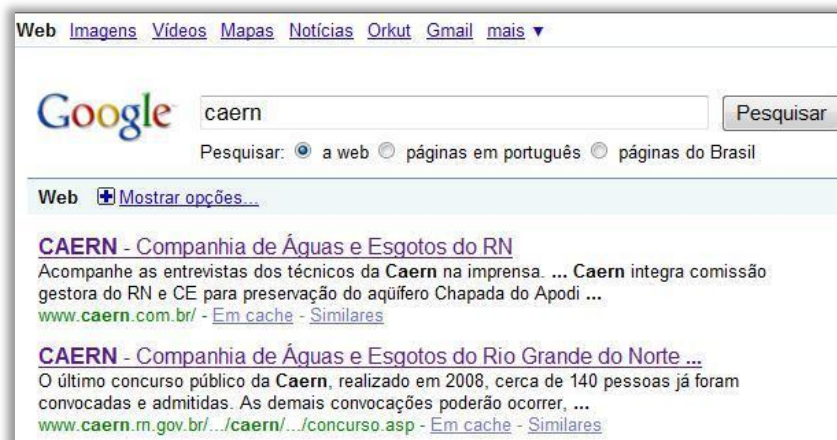 Web Imagens Vídeos Mapas Notícias Orkut Gmail mais ▼
Google caern Pesquisar
Pesquisar: a web páginas em português páginas do Brasil
Web Mostrar opções...
CAERN - Companhia de Águas e Esgotos do RN
Acompanhe as entrevistas dos técnicos da Caern na imprensa. ... Caern integra comissão
gestora do RN e CE para preservação do aqüífero Chapada do Apodi ...
www.caern.com.br/ - Em cache - Similares
CAERN - Companhia de Águas e Esgotos do Rio Grande do Norte ...
O último concurso público da Caern, realizado em 2008, cerca de 140 pessoas já foram
convocadas e admitidas. As demais convocações poderão ocorrer, ...
www.caern.rn.gov.br/.../caern/.../concurso.asp - Em cache - Similares